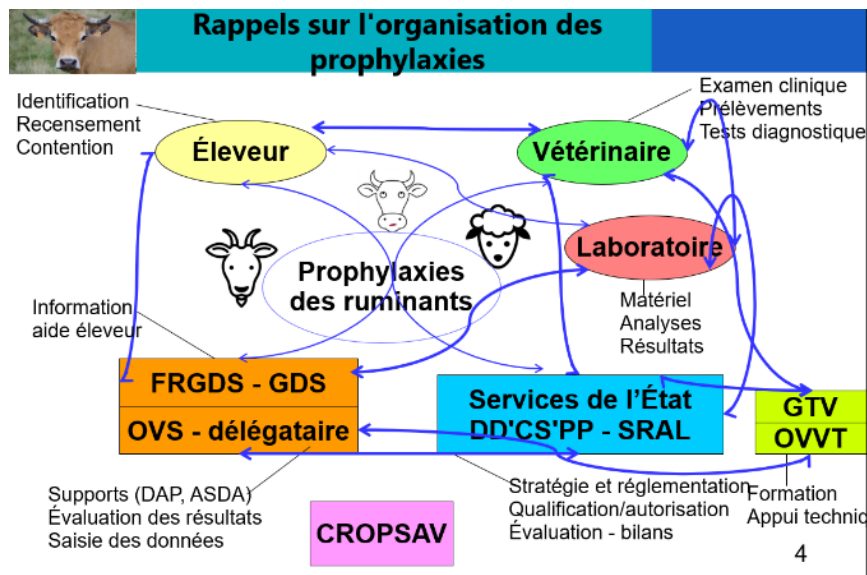 Rappels sur l'organisation des
prophylaxies
Identification
Recensement
Contention
Examen clinique
Prélèvements
Tests diagnostique
Éleveur
Vétérinaire
Laboratoire
Prophylaxies
des ruminants
Matériel
Analyses
Résultats
Information
aide éleveur
FRGDS - GDS
OVS - délégataire
Services de l'État
DD'CS'PP - SRAL
GTV
OVVT
Supports (DAP, ASDA)
Évaluation des résultats
Saisie des données
Stratégie et réglementation
Qualification/autorisation
Évaluation - bilans
Formation
Appui techniq
CROPSAV
4